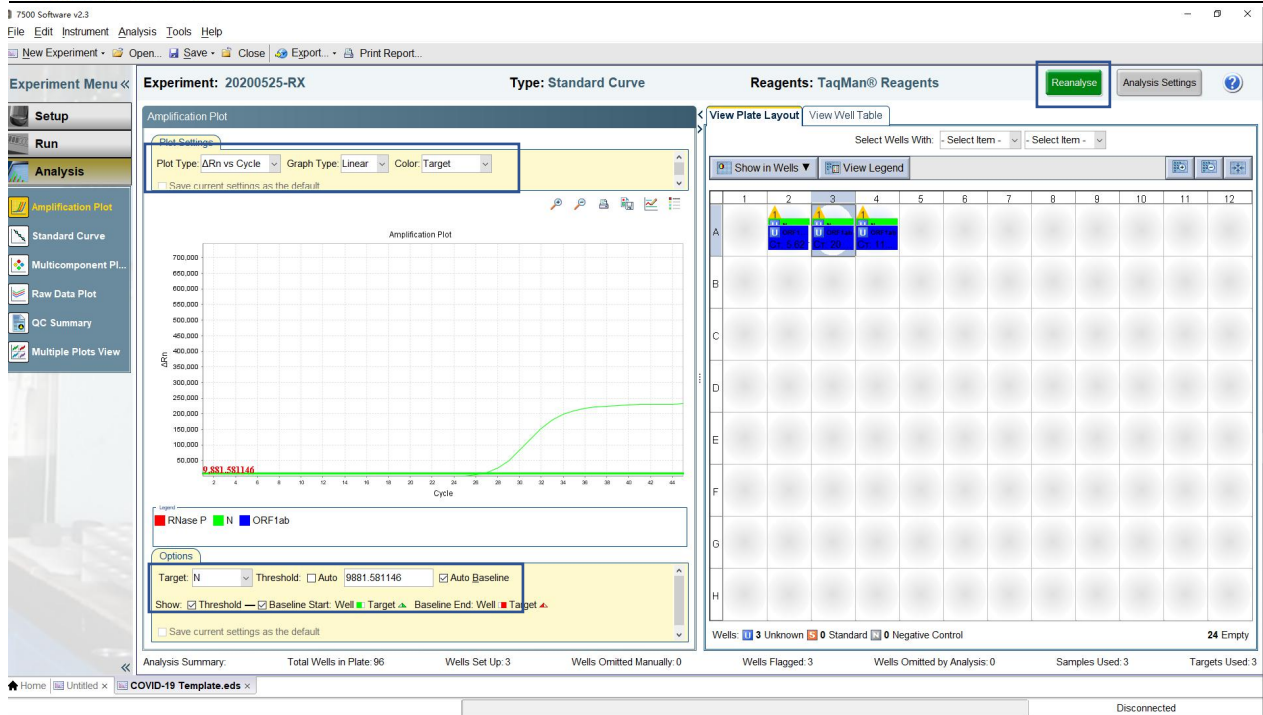 7500 Software v2.3
File Edit Instrument Analysis Tools Help
New Experiment Open... Save Close Export... Print Report...
Experiment Menu «
Experiment: 20200525-RX Type: Standard Curve Reagents: TaqMan® Reagents Reanalyse Analysis Settings ?
Setup
Run
Analysis
Amplification Plot
Standard Curve
Multicomponent Pl...
Raw Data Plot
QC Summary
Multiple Plots View
«
Amplification Plot
Plot Settings
Plot Type: ΔRn vs Cycle Graph Type: Linear Color: Target
Save current settings as the default
Amplification Plot
700,000
650,000
600,000
550,000
500,000
450,000
400,000
350,000
300,000
250,000
200,000
150,000
100,000
50,000
ΔRn
9,881.581146
2 4 6 8 10 12 14 16 18 20 22 24 26 28 30 32 34 36 38 40 42 44
Cycle
Legend
RNase P N ORF1ab
Options
Target: N Threshold: Auto 9881.581146 Auto Baseline
Show: Threshold Baseline Start: Well Target Baseline End: Well Target
Save current settings as the default
View Plate Layout View Well Table
Select Wells With: - Select Item - - Select Item -
Show in Wells ▼ View Legend
1 2 3 4 5 6 7 8 9 10 11 12
A
B
C
D
E
F
G
H
Wells: U 3 Unknown S 0 Standard N 0 Negative Control 24 Empty
Analysis Summary: Total Wells in Plate: 96 Wells Set Up: 3 Wells Omitted Manually: 0 Wells Flagged: 3 Wells Omitted by Analysis: 0 Samples Used: 3 Targets Used: 3
Home Untitled × COVID-19 Template.eds ×
Disconnected